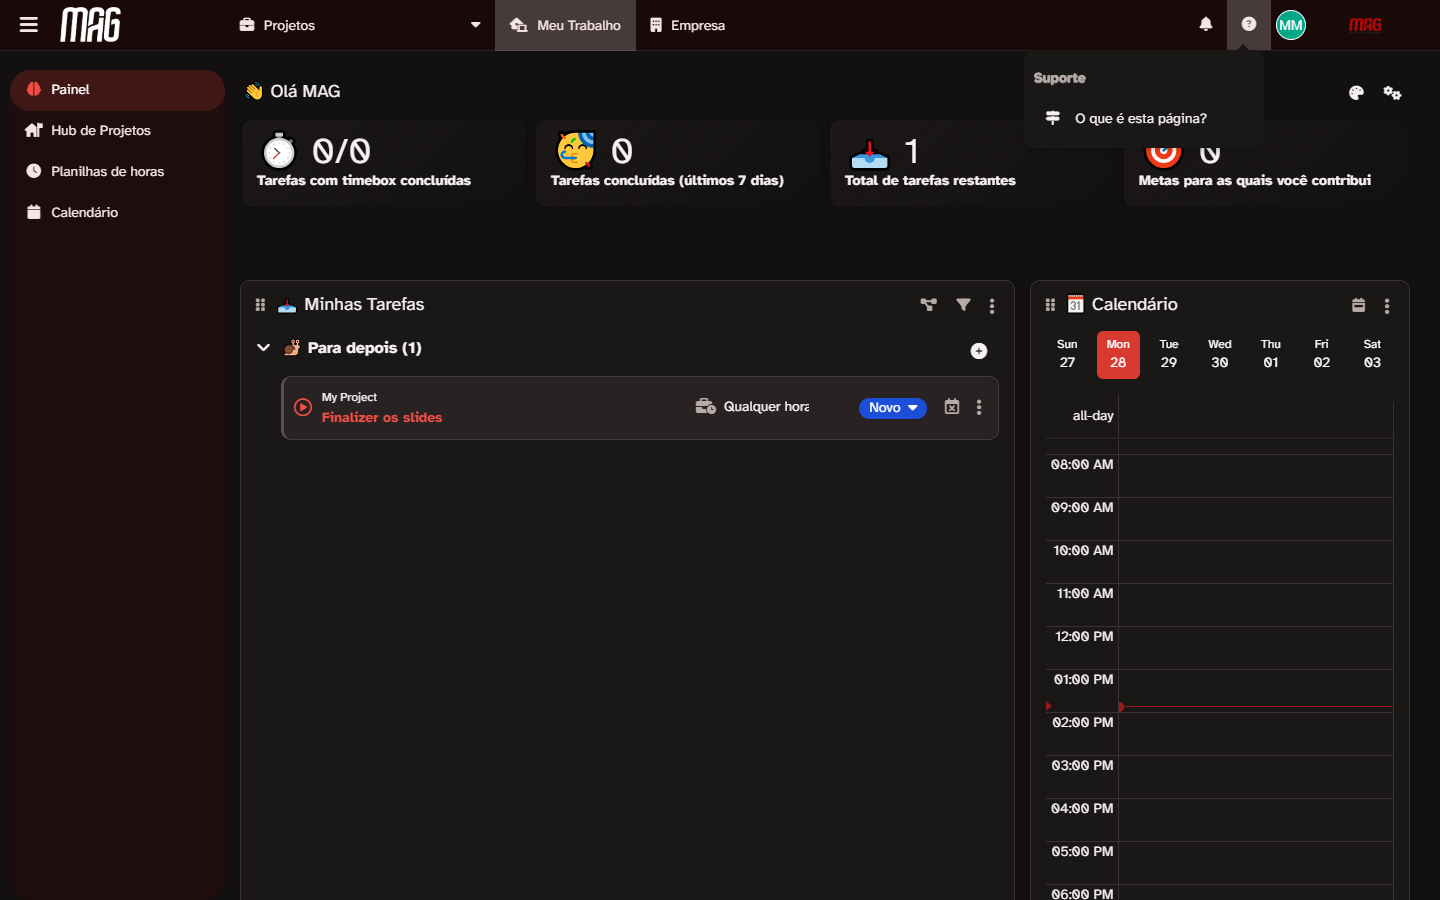 MAG
Projetos
Meu Trabalho
Empresa
MM
MAG
Suporte
O que é esta página?
Painel
Hub de Projetos
Planilhas de horas
Calendário
👋 Olá MAG
0/0
Tarefas com timebox concluídas
0
Tarefas concluídas (últimos 7 dias)
1
Total de tarefas restantes
0
Metas para as quais você contribui
Minhas Tarefas
Para depois (1)
My Project
Finalizer os slides
Qualquer hora
Novo
31 Calendário
Sun Mon Tue Wed Thu Fri Sat
27 28 29 30 01 02 03
all-day
08:00 AM
09:00 AM
10:00 AM
11:00 AM
12:00 PM
01:00 PM
02:00 PM
03:00 PM
04:00 PM
05:00 PM
06:00 PM